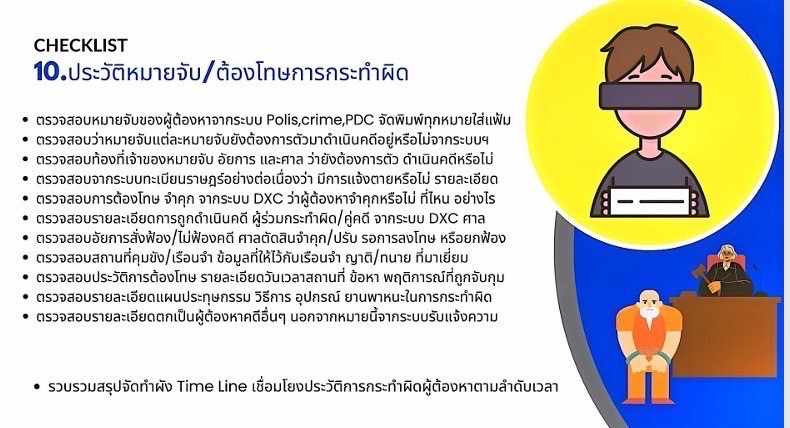 CHECKLIST
10.ประวัติหมายจับ/ต้องโทษการกระทำผิด
• ตรวจสอบหมายจับของผู้ต้องหาจากระบบ Polis,crime,PDC จัดพิมพ์ทุกหมายใส่แฟ้ม
• ตรวจสอบว่าหมายจับแต่ละหมายจับยังต้องการตัวมาดำเนินคดีอยู่หรือไม่จากระบบฯ
• ตรวจสอบท้องที่เจ้าของหมายจับ อัยการ และศาล ว่ายังต้องการตัว ดำเนินคดีหรือไม่
• ตรวจสอบจากระบบทะเบียนราษฎร์อย่างต่อเนื่องว่า มีการแจ้งตายหรือไม่ รายละเอียด
• ตรวจสอบการต้องโทษ จำคุก จากระบบ DXC ว่าผู้ต้องหาจำคุกหรือไม่ ที่ไหน อย่างไร
• ตรวจสอบรายละเอียดการถูกดำเนินคดี ผู้ร่วมกระทำผิด/คู่คดี จากระบบ DXC ศาล
• ตรวจสอบอัยการสั่งฟ้อง/ไม่ฟ้องคดี ศาลตัดสินจำคุก/ปรับ รอการลงโทษ หรือยกฟ้อง
• ตรวจสอบสถานที่คุมขัง/เรือนจำ ข้อมูลที่ให้ไว้กับเรือนจำ ญาติ/ทนาย ที่มาเยี่ยม
• ตรวจสอบประวัติการต้องโทษ รายละเอียดวันเวลาสถานที่ ข้อหา พฤติการณ์ที่ถูกจับกุม
• ตรวจสอบรายละเอียดแผนประทุษกรรม วิธีการ อุปกรณ์ ยานพาหนะในการกระทำผิด
• ตรวจสอบรายละเอียดตกเป็นผู้ต้องหาคดีอื่นๆ นอกจากหมายนี้จากระบบรับแจ้งความ
• รวบรวมสรุปจัดทำผัง Time Line เชื่อมโยงประวัติการกระทำผิดผู้ต้องหาตามลำดับเวลา